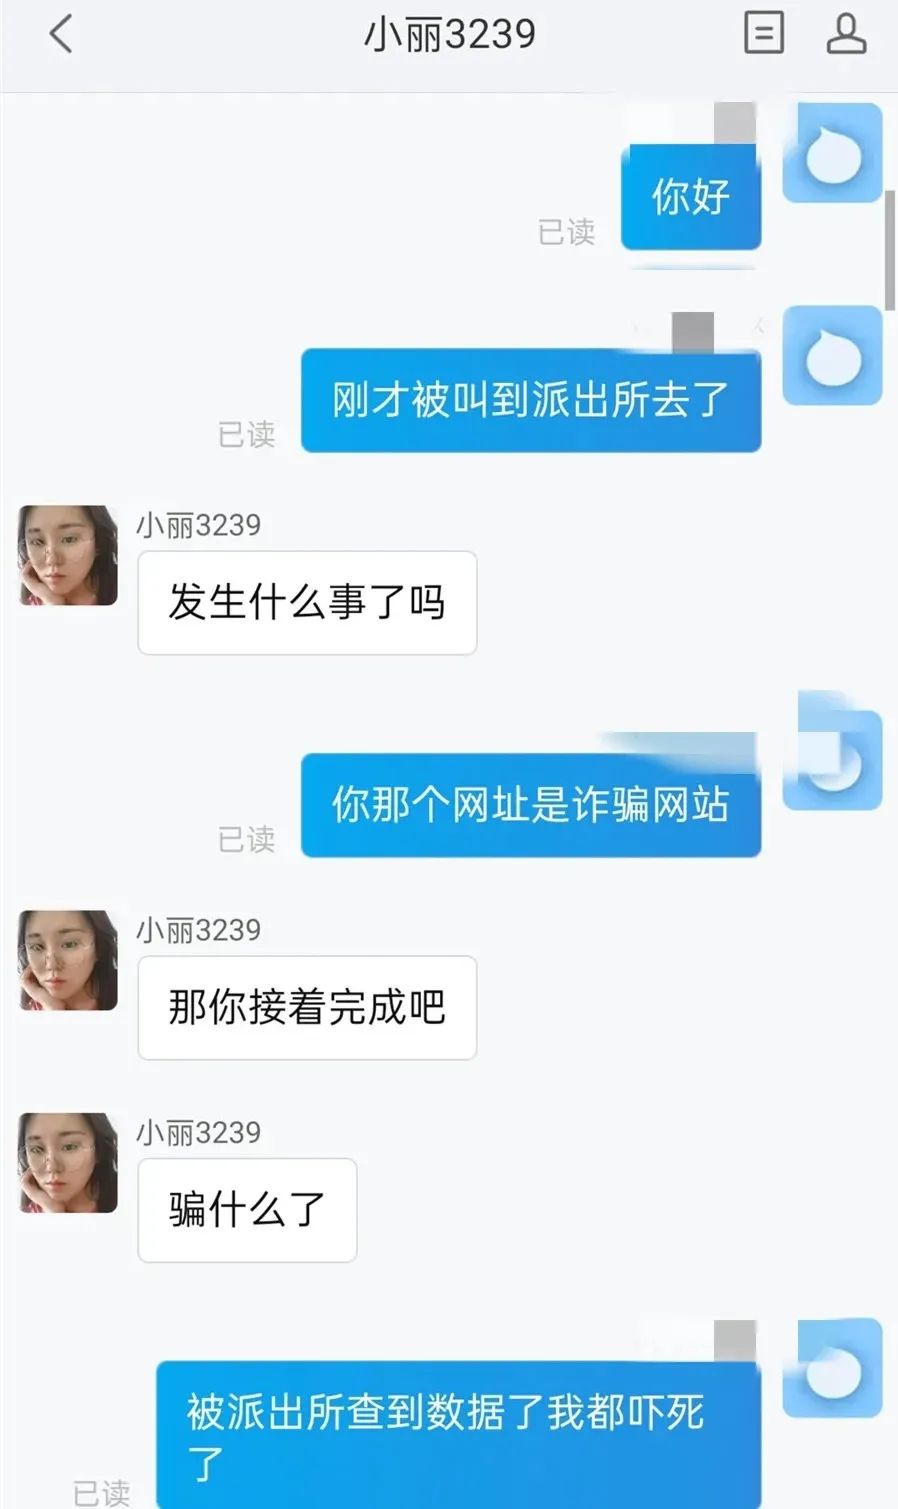 小丽3239
你好
已读
刚才被叫到派出所去了
已读
小丽3239
发生什么事了吗
你那个网址是诈骗网站
已读
小丽3239
那你接着完成吧
小丽3239
骗什么了
被派出所查到数据了我都吓死
了
已读